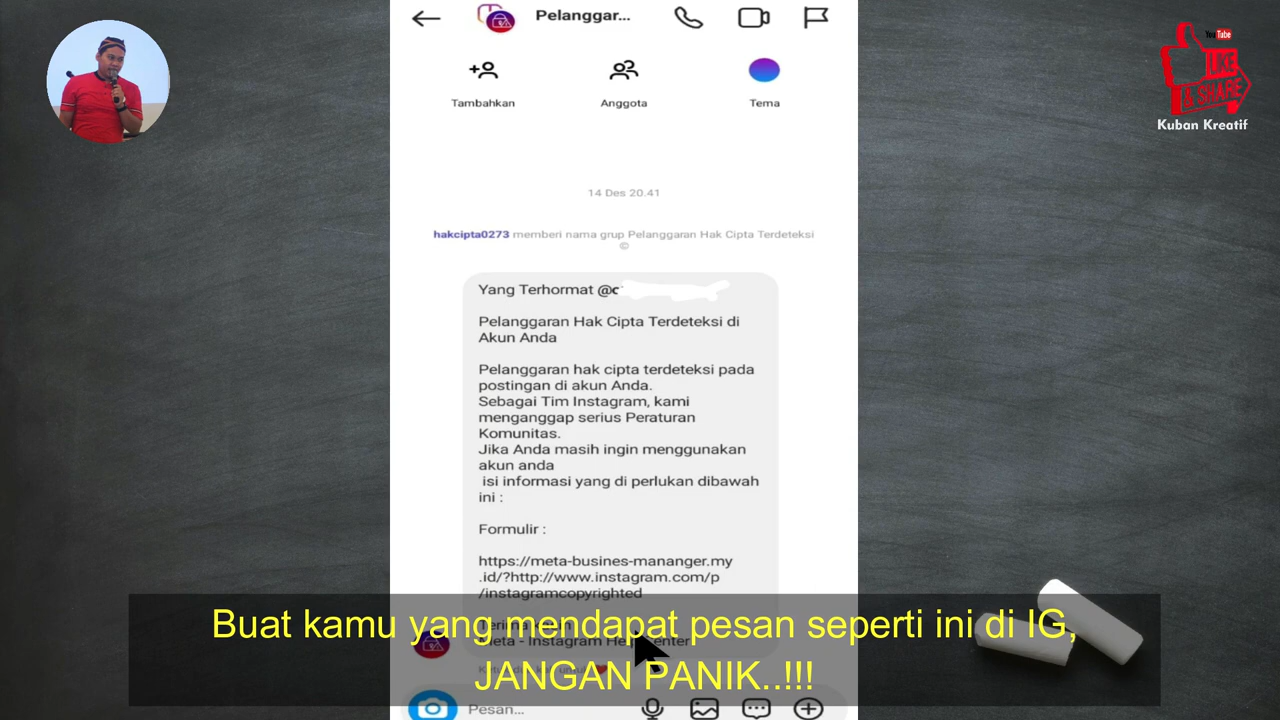 Pelanggar...
Tambahkan
Anggota
Tema
14 Des 20.41
hakcipta0273 memberi nama grup Pelanggaran Hak Cipta Terdeteksi
©
Yang Terhormat @c
Pelanggaran Hak Cipta Terdeteksi di
Akun Anda
Pelanggaran hak cipta terdeteksi pada
postingan di akun Anda.
Sebagai Tim Instagram, kami
menganggap serius Peraturan
Komunitas.
Jika Anda masih ingin menggunakan
akun anda
isi informasi yang di perlukan dibawah
ini :
Formulir :
https://meta-busines-mananger.my
.id/?http://www.instagram.com/p
/instagramcopyrighted
Meta - Instagram
Pesan...
Buat kamu yang mendapat pesan seperti ini di IG,
JANGAN PANIK..!!!
YouTube
LIKE
& SHARE
Kuban Kreatif